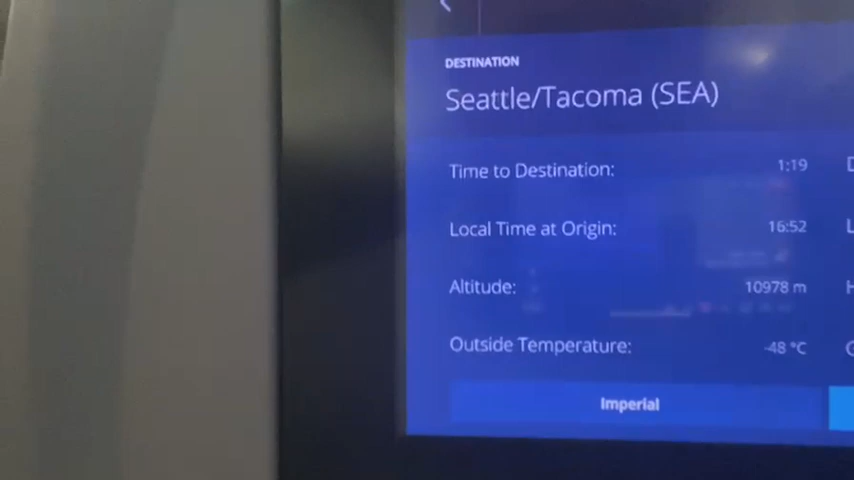 DESTINATION
Seattle/Tacoma (SEA)
Time to Destination: 1:19
Local Time at Origin: 16:52
Altitude: 10978 m
Outside Temperature: -48 °C
Imperial